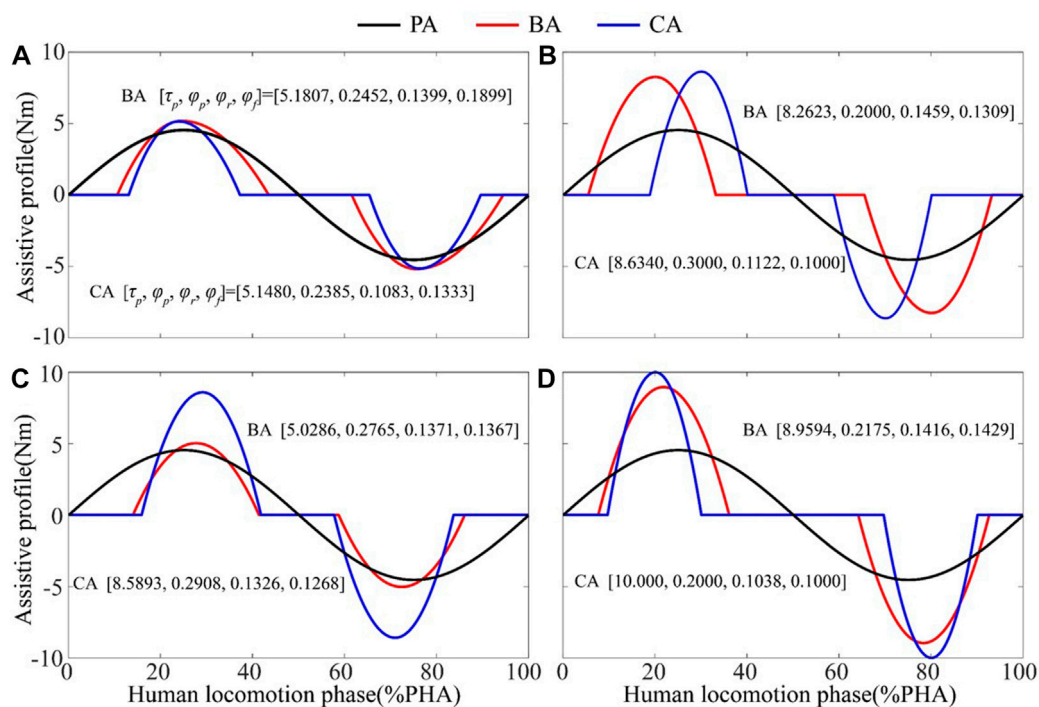 PA BA CA
A
B
Assistive profile(Nm)
10
5
0
-5
-10
BA [τp, φp, φr, φf]=[5.1807, 0.2452, 0.1399, 0.1899]
CA [τp, φp, φr, φf]=[5.1480, 0.2385, 0.1083, 0.1333]
BA [8.2623, 0.2000, 0.1459, 0.1309]
CA [8.6340, 0.3000, 0.1122, 0.1000]
C
D
Assistive profile(Nm)
10
5
0
-5
-10
BA [5.0286, 0.2765, 0.1371, 0.1367]
CA [8.5893, 0.2908, 0.1326, 0.1268]
BA [8.9594, 0.2175, 0.1416, 0.1429]
CA [10.000, 0.2000, 0.1038, 0.1000]
0 20 40 60 80 100
0 20 40 60 80 100
Human locomotion phase(%PHA)
Human locomotion phase(%PHA)